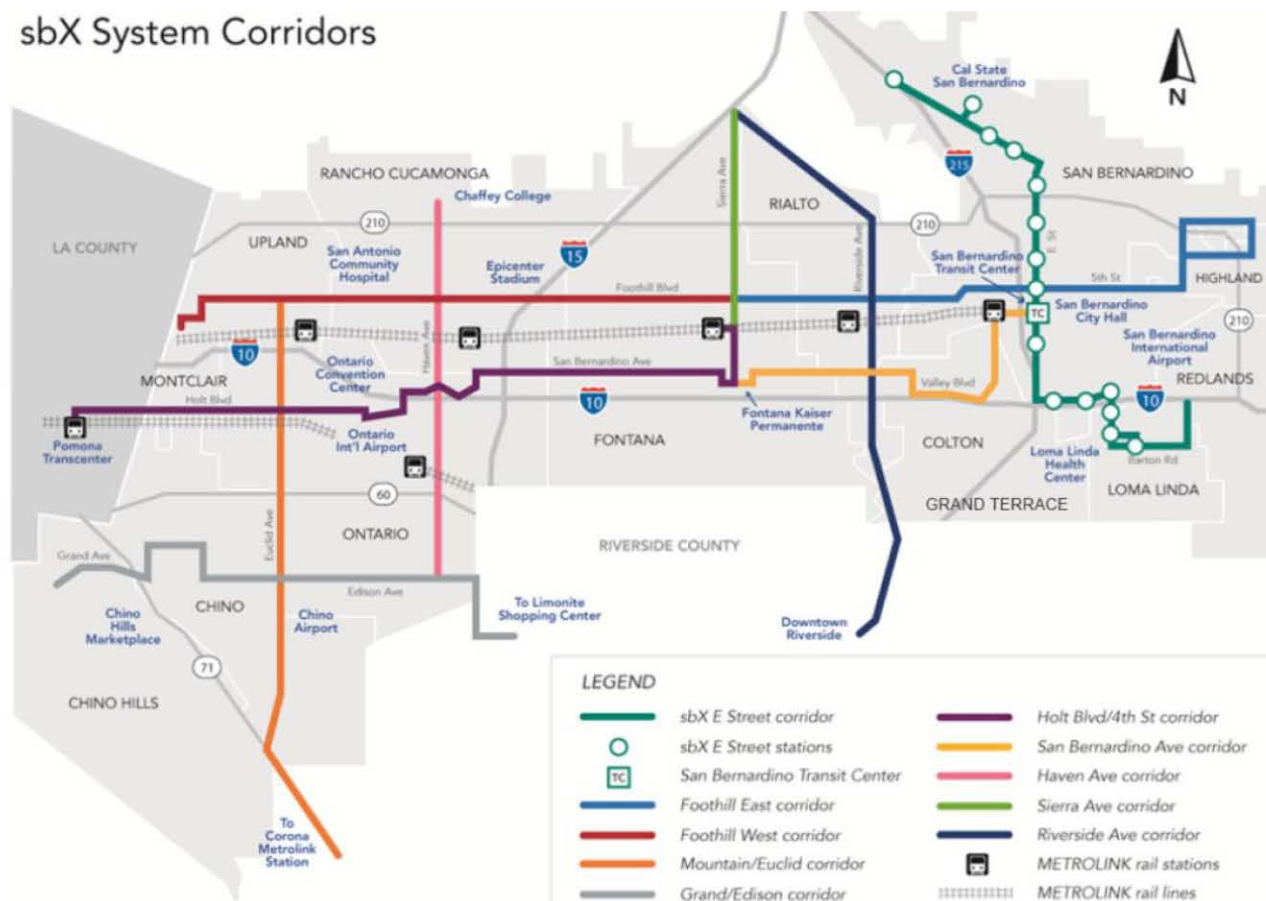 sbX System Corridors
Cal State
San Bernardino
N
215
RANCHO CUCAMONGA
SAN BERNARDINO
Chaffey College
Sierra Ave
RIALTO
LA COUNTY
210
UPLAND
San Antonio
Community
Hospital
15
Epicenter
Stadium
Riverside Ave
210
San Bernardino
Transit Center
E St
Foothill Blvd
5th St
HIGHLAND
TC
San Bernardino
City Hall
210
10
Haven Ave
Ontario
Convention
Center
San Bernardino
International
Airport
San Bernardino Ave
MONTCLAIR
REDLANDS
Holt Blvd
10
Valley Blvd
10
Fontana Kaiser
Permanente
Pomona
Transcenter
Ontario
Int'l Airport
FONTANA
COLTON
Loma Linda
Health
Center
Barton Rd
LOMA LINDA
60
GRAND TERRACE
Euclid Ave
ONTARIO
RIVERSIDE COUNTY
Grand Ave
Edison Ave
CHINO
Chino
Hills
Marketplace
Chino
Airport
To Limonite
Shopping Center
Downtown
Riverside
71
CHINO HILLS
To
Corona
Metrolink
Station
LEGEND
sbX E Street corridor
sbX E Street stations
TC
San Bernardino Transit Center
Foothill East corridor
Foothill West corridor
Mountain/Euclid corridor
Grand/Edison corridor
Holt Blvd/4th St corridor
San Bernardino Ave corridor
Haven Ave corridor
Sierra Ave corridor
Riverside Ave corridor
METROLINK rail stations
METROLINK rail lines